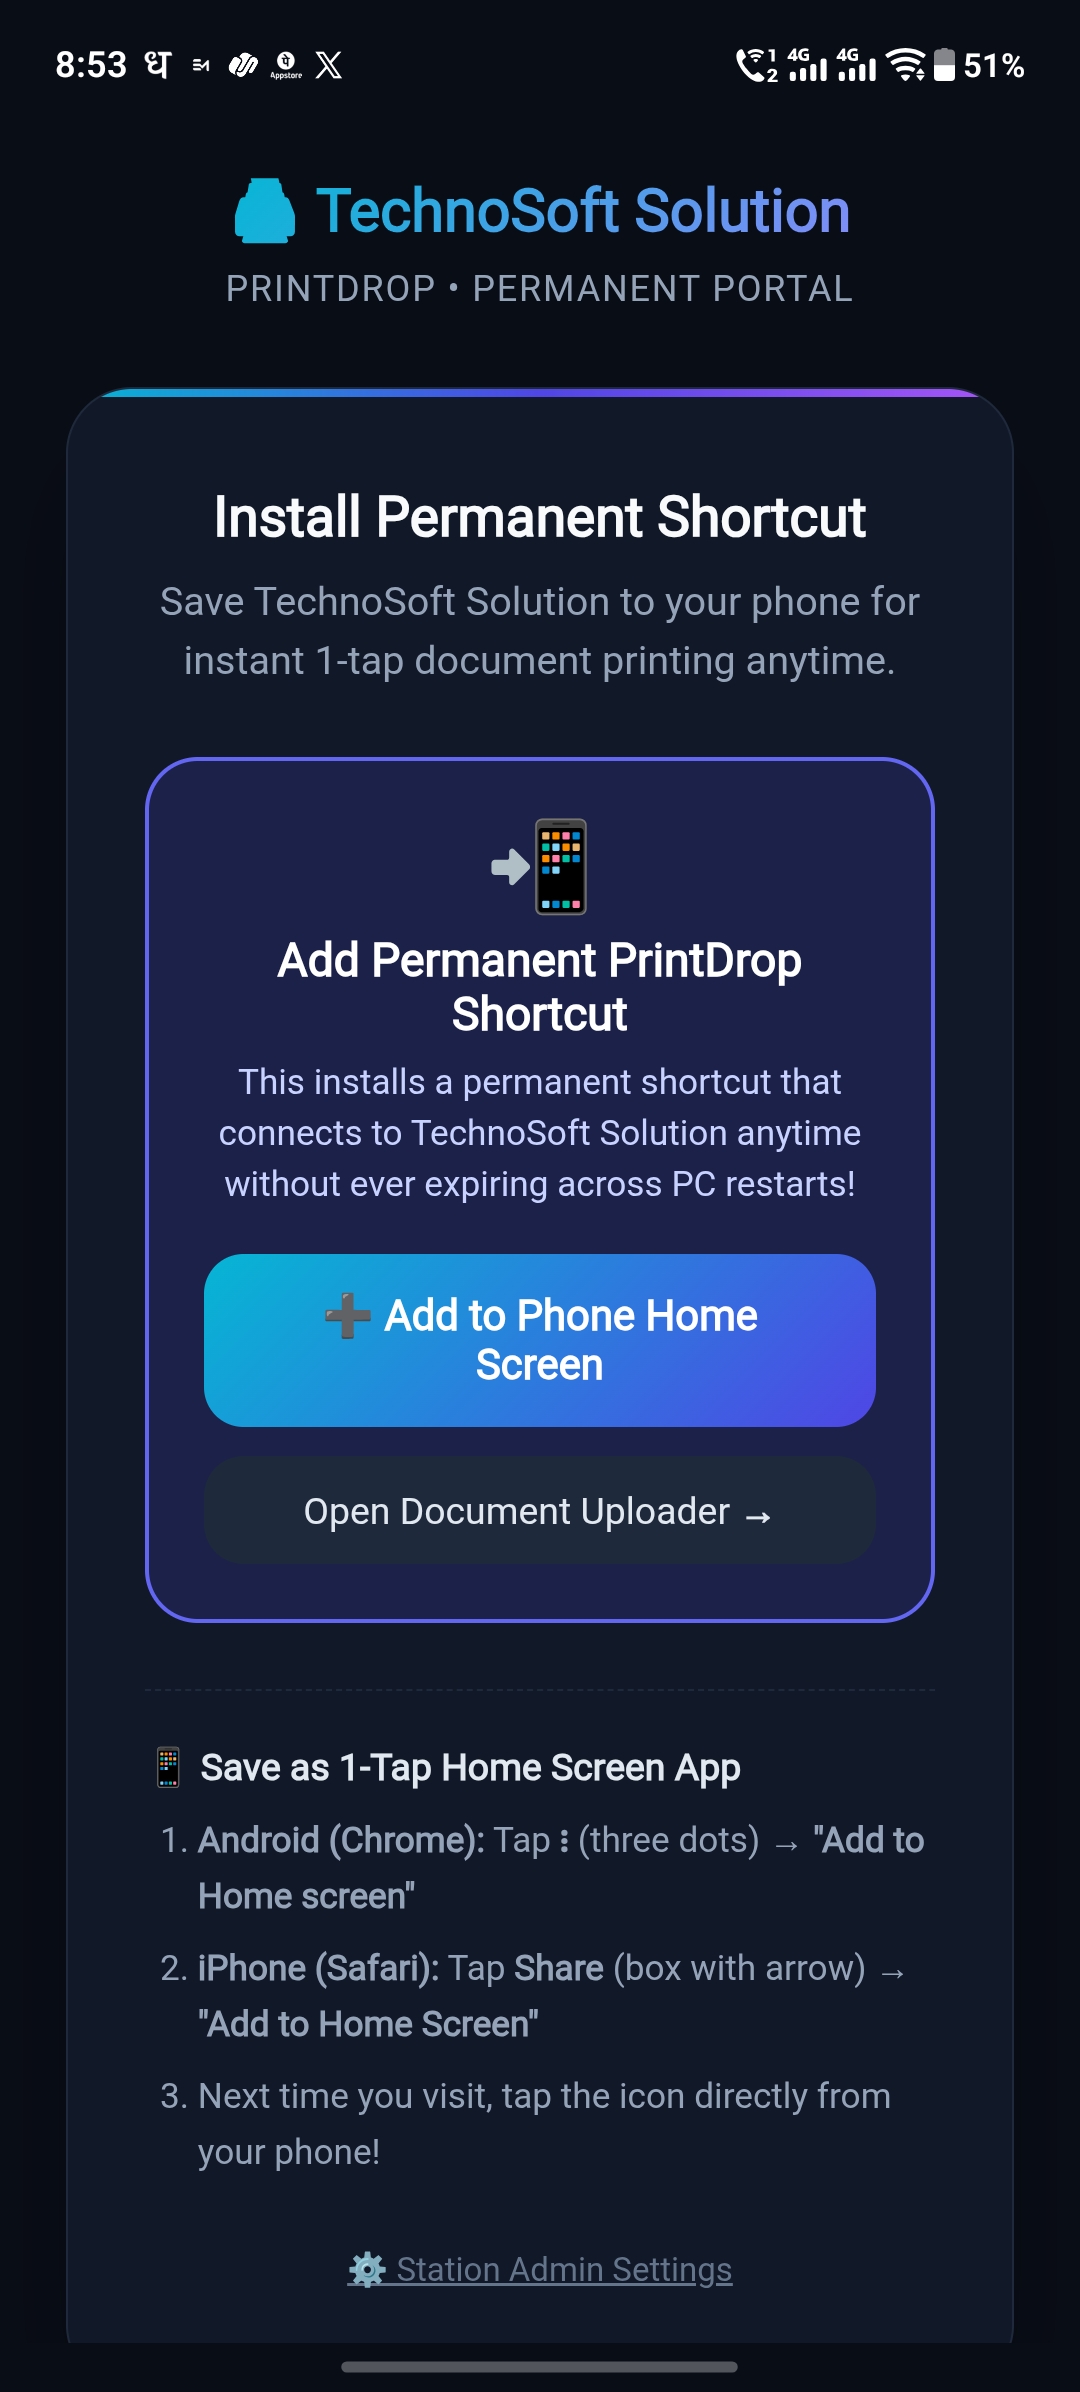 8:53 ध Appstore X 1 2 4G 4G 51%
TechnoSoft Solution
PRINTDROP • PERMANENT PORTAL
Install Permanent Shortcut
Save TechnoSoft Solution to your phone for
instant 1-tap document printing anytime.
Add Permanent PrintDrop
Shortcut
This installs a permanent shortcut that
connects to TechnoSoft Solution anytime
without ever expiring across PC restarts!
➕ Add to Phone Home
Screen
Open Document Uploader →
📱 Save as 1-Tap Home Screen App
1. Android (Chrome): Tap ⋮ (three dots) → "Add to
Home screen"
2. iPhone (Safari): Tap Share (box with arrow) →
"Add to Home Screen"
3. Next time you visit, tap the icon directly from
your phone!
⚙️ Station Admin Settings